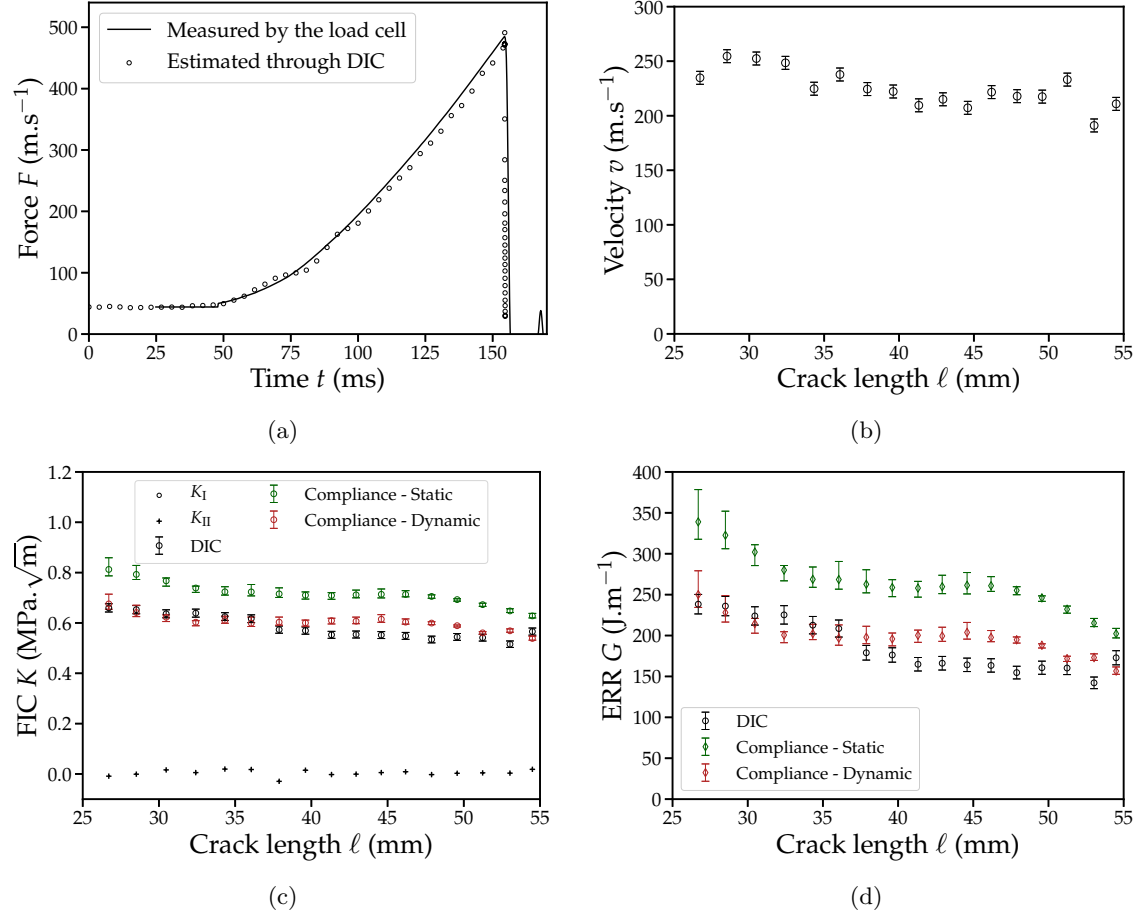 500
400
300
200
100
0
0 25 50 75 100 125 150
Force F (m.s⁻¹)
Time t (ms)
Measured by the load cell
Estimated through DIC
(a)
300
250
200
150
100
50
0
25 30 35 40 45 50 55
Velocity v (m.s⁻¹)
Crack length ℓ (mm)
(b)
1.2
1.0
0.8
0.6
0.4
0.2
0.0
25 30 35 40 45 50 55
FIC K (MPa.√m)
Crack length ℓ (mm)
K_I
K_II
DIC
Compliance - Static
Compliance - Dynamic
(c)
400
350
300
250
200
150
100
50
0
25 30 35 40 45 50 55
ERR G (J.m⁻¹)
Crack length ℓ (mm)
DIC
Compliance - Static
Compliance - Dynamic
(d)